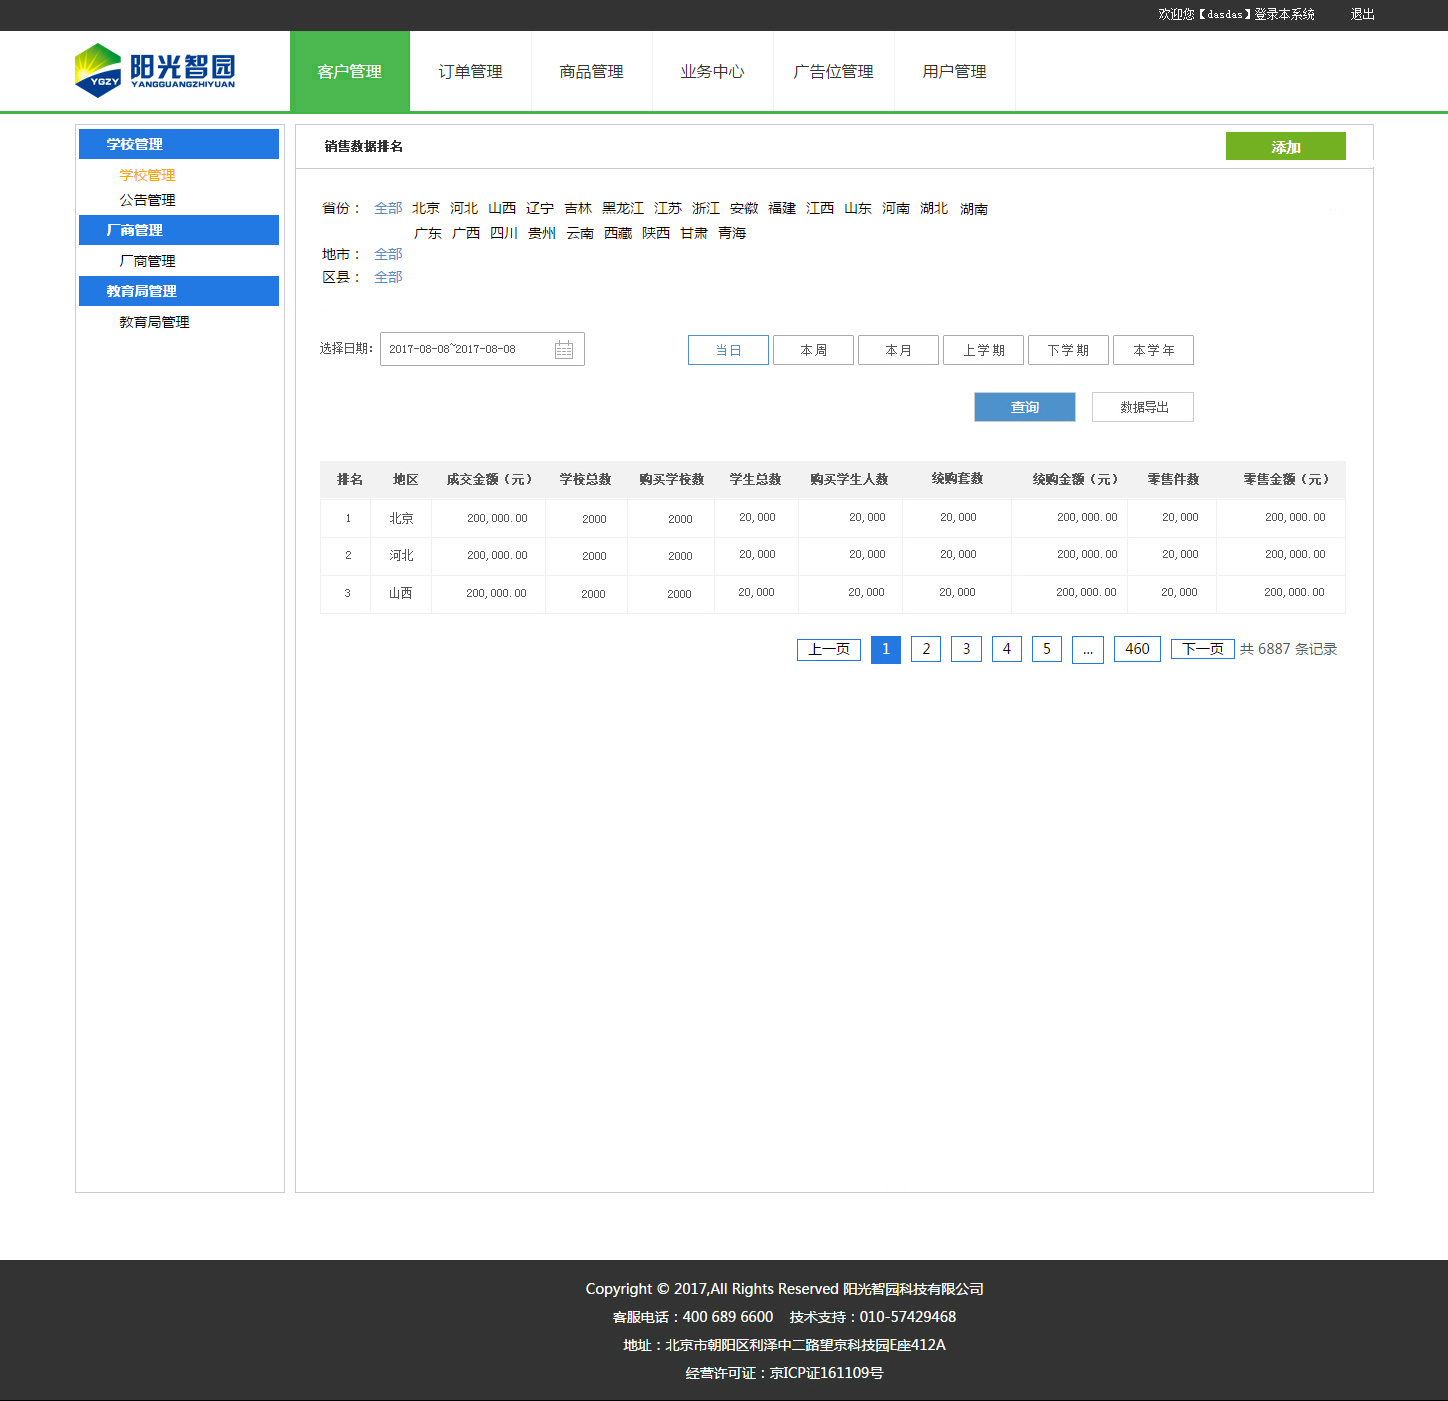 欢迎您【dasdas】登录本系统 退出
YGZY 阳光智园 YANGGUANGZHIYUAN
客户管理 订单管理 商品管理 业务中心 广告位管理 用户管理
学校管理
学校管理
公告管理
厂商管理
厂商管理
教育局管理
教育局管理
销售数据排名 添加
省份： 全部 北京 河北 山西 辽宁 吉林 黑龙江 江苏 浙江 安徽 福建 江西 山东 河南 湖北 湖南
广东 广西 四川 贵州 云南 西藏 陕西 甘肃 青海
地市： 全部
区县： 全部
选择日期: 2017-08-08~2017-08-08 当日 本周 本月 上学期 下学期 本学年
查询 数据导出
排名 地区 成交金额（元） 学校总数 购买学校数 学生总数 购买学生人数 统购套数 统购金额（元） 零售件数 零售金额（元）
1 北京 200,000.00 2000 2000 20,000 20,000 20,000 200,000.00 20,000 200,000.00
2 河北 200,000.00 2000 2000 20,000 20,000 20,000 200,000.00 20,000 200,000.00
3 山西 200,000.00 2000 2000 20,000 20,000 20,000 200,000.00 20,000 200,000.00
上一页 1 2 3 4 5 ... 460 下一页 共 6887 条记录
Copyright © 2017,All Rights Reserved 阳光智园科技有限公司
客服电话：400 689 6600 技术支持：010-57429468
地址：北京市朝阳区利泽中二路望京科技园E座412A
经营许可证：京ICP证161109号